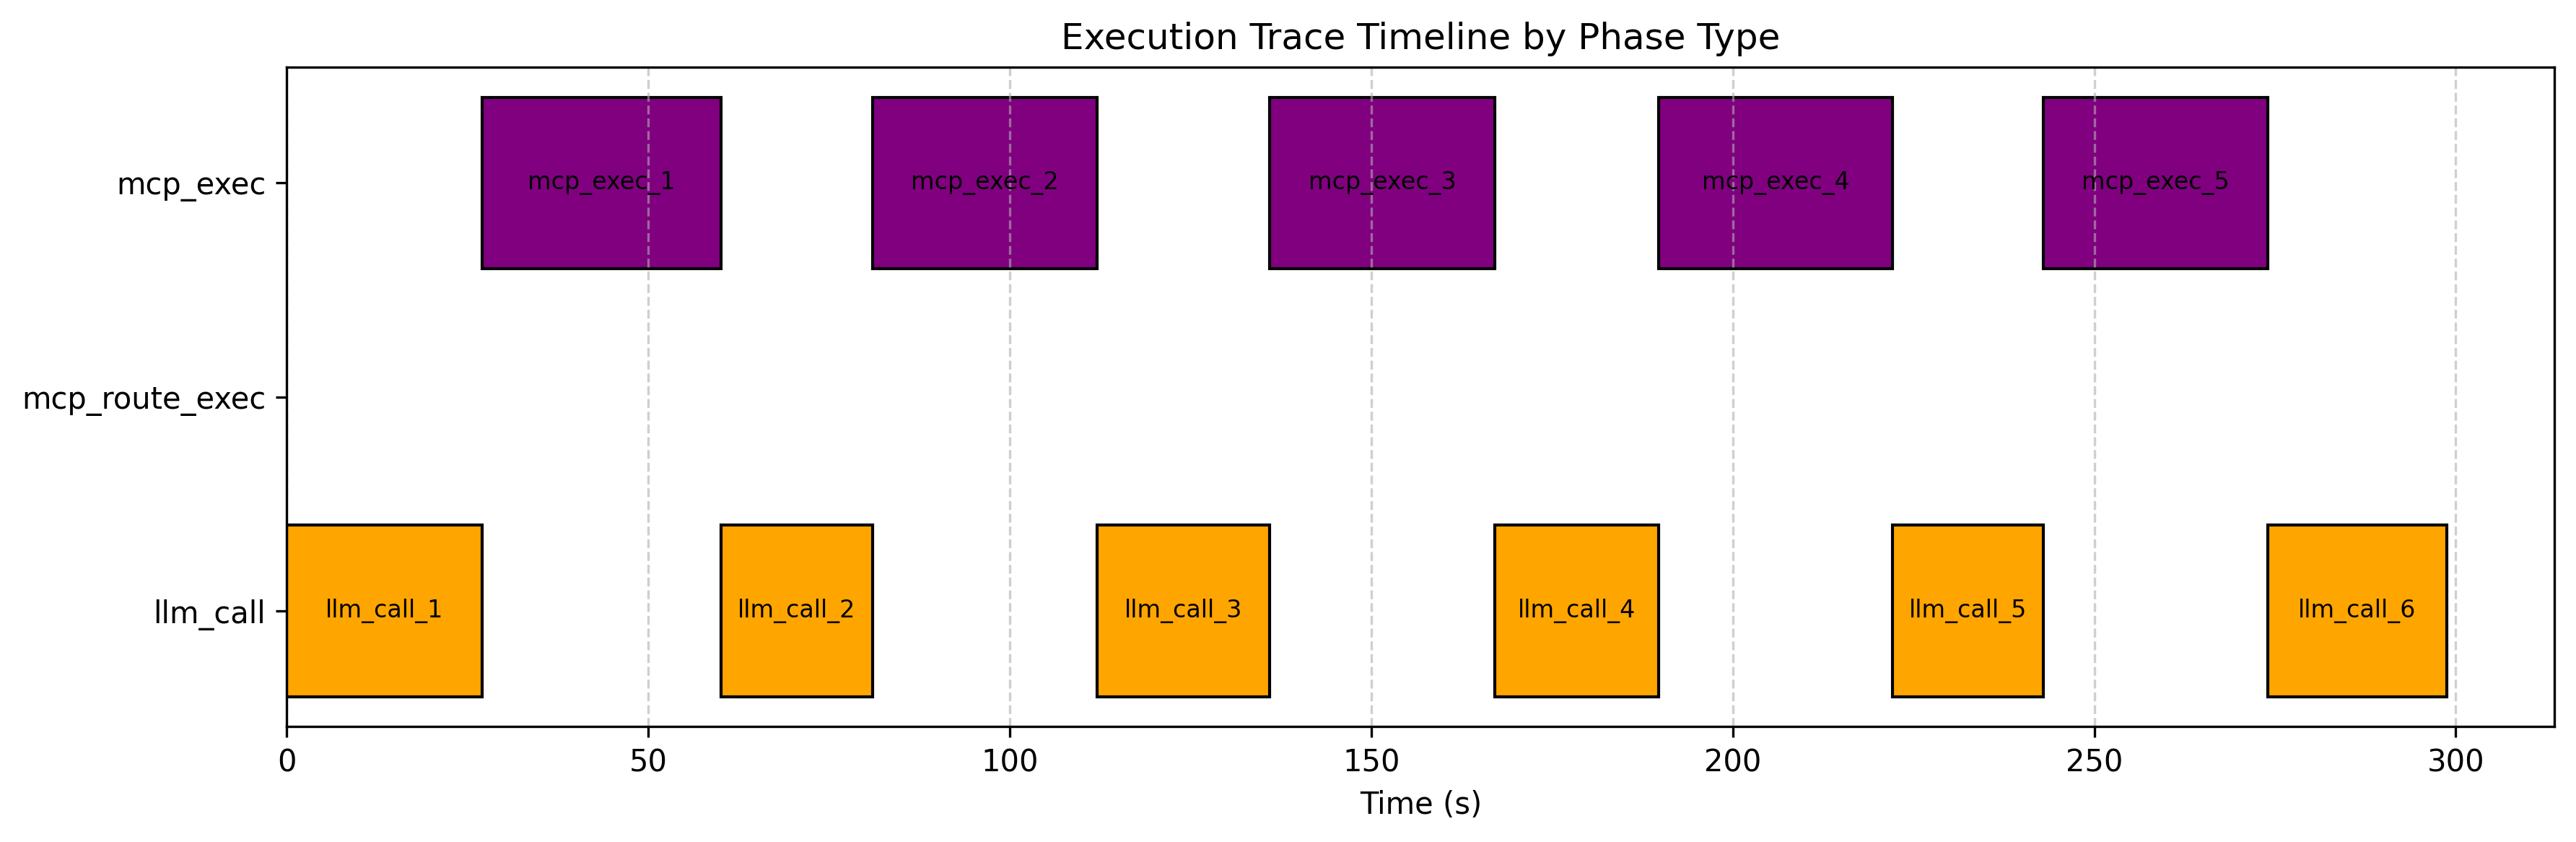 Execution Trace Timeline by Phase Type
mcp_exec
mcp_exec_1 mcp_exec_2 mcp_exec_3 mcp_exec_4 mcp_exec_5
mcp_route_exec
llm_call
llm_call_1 llm_call_2 llm_call_3 llm_call_4 llm_call_5 llm_call_6
0 50 100 150 200 250 300
Time (s)